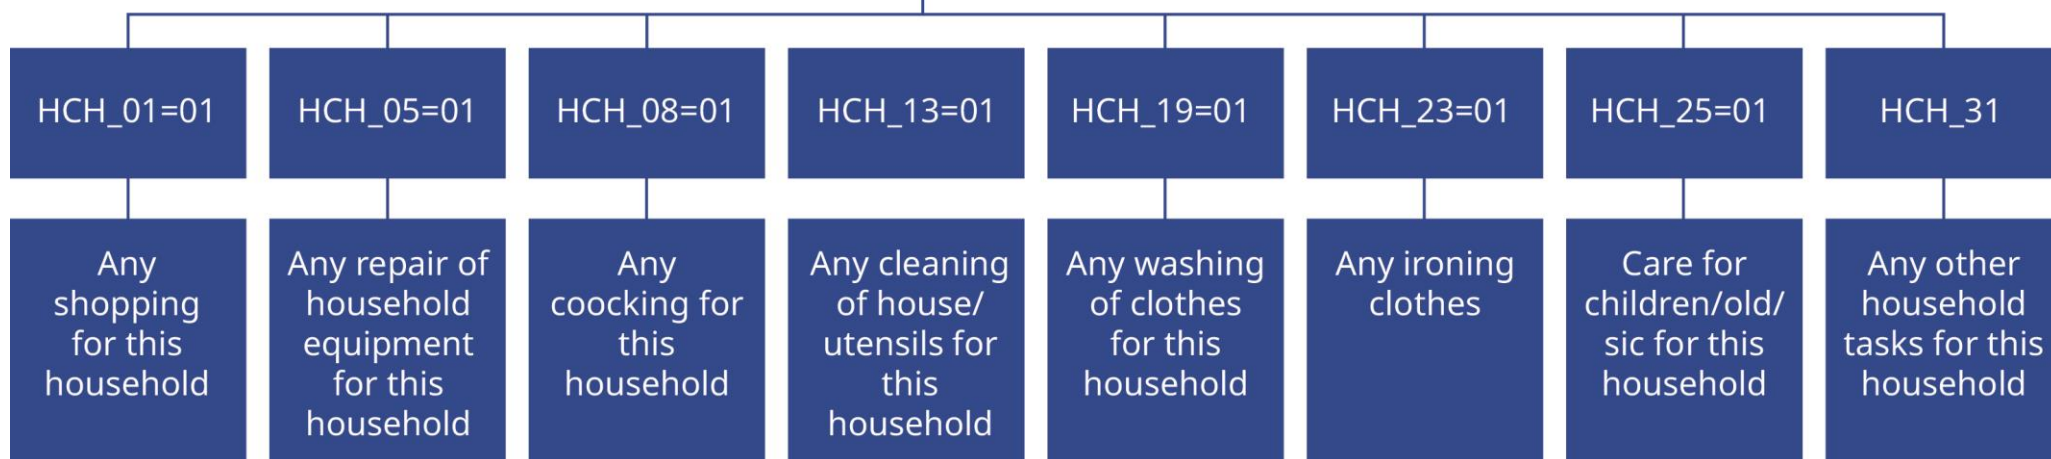 HCH_01=01
HCH_05=01
HCH_08=01
HCH_13=01
HCH_19=01
HCH_23=01
HCH_25=01
HCH_31
Any
shopping
for this
household
Any repair of
household
equipment
for this
household
Any
coocking for
this
household
Any cleaning
of house/
utensils for
this
household
Any washing
of clothes
for this
household
Any ironing
clothes
Care for
children/old/
sic for this
household
Any other
household
tasks for this
household